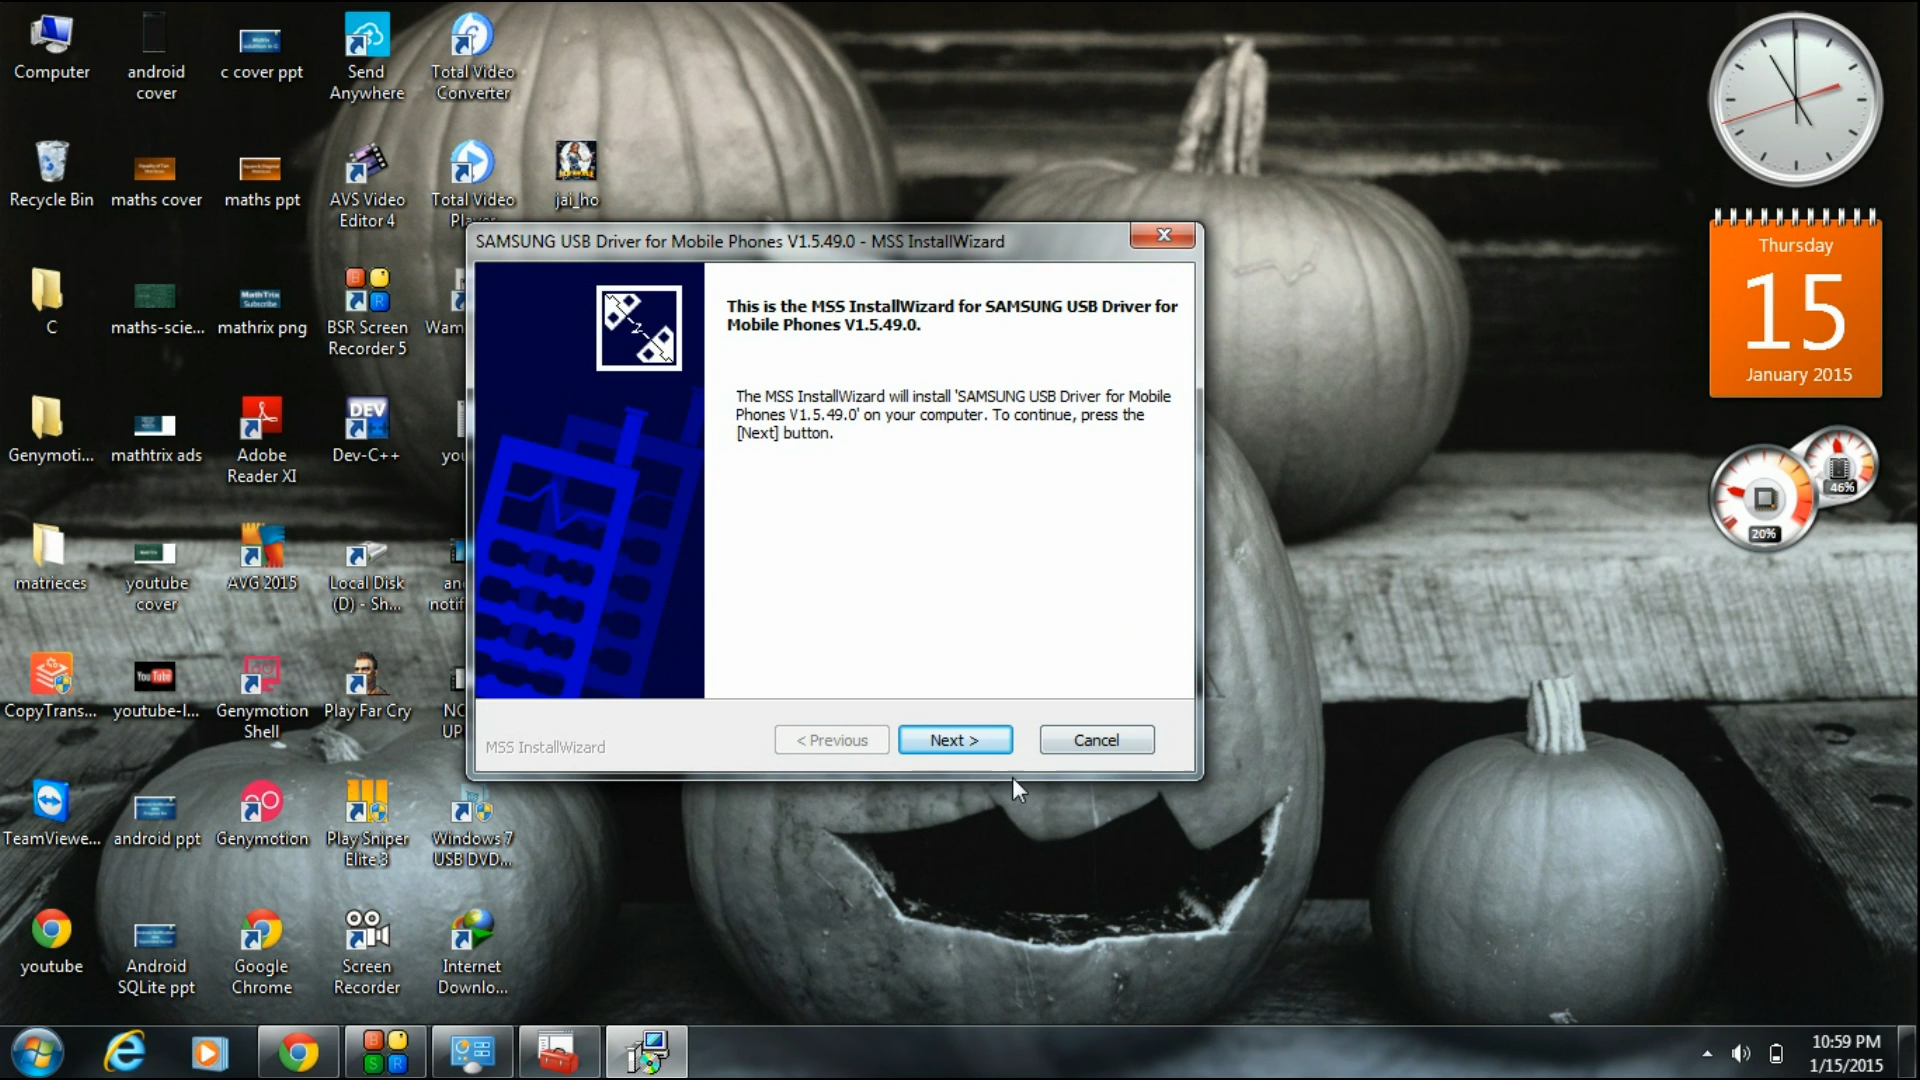 Computer
android
cover
c cover ppt
Send
Anywhere
Total Video
Converter
Recycle Bin
maths cover
maths ppt
AVS Video
Editor 4
Total Video
jai_ho
C
maths-scie...
mathrix png
BSR Screen
Recorder 5
Genymoti...
mathtrix ads
Adobe
Reader XI
Dev-C++
matrieces
youtube
cover
AVG 2015
Local Disk
(D) - Sh...
CopyTrans...
youtube-l...
Genymotion
Shell
Play Far Cry
TeamViewe...
android ppt
Genymotion
Play Sniper
Elite 3
Windows 7
USB DVD...
youtube
Android
SQLite ppt
Google
Chrome
Screen
Recorder
Internet
Downlo...
SAMSUNG USB Driver for Mobile Phones V1.5.49.0 - MSS InstallWizard
This is the MSS InstallWizard for SAMSUNG USB Driver for
Mobile Phones V1.5.49.0.
The MSS InstallWizard will install 'SAMSUNG USB Driver for Mobile
Phones V1.5.49.0' on your computer. To continue, press the
[Next] button.
MSS InstallWizard
< Previous
Next >
Cancel
Thursday
15
January 2015
46%
20%
10:59 PM
1/15/2015